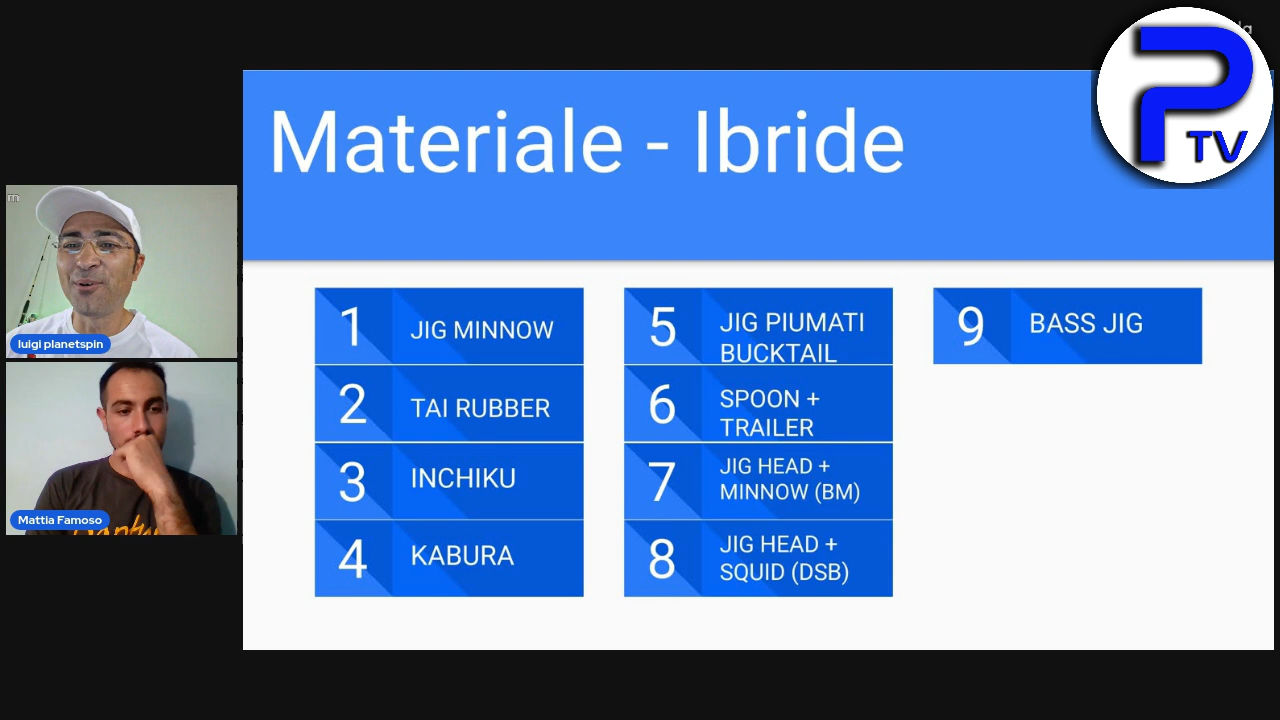 P
TV
Materiale - Ibride
luigi planetspin
Mattia Famoso
1
JIG MINNOW
2
TAI RUBBER
3
INCHIKU
4
KABURA
5
JIG PIUMATI
BUCKTAIL
6
SPOON +
TRAILER
7
JIG HEAD +
MINNOW (BM)
8
JIG HEAD +
SQUID (DSB)
9
BASS JIG